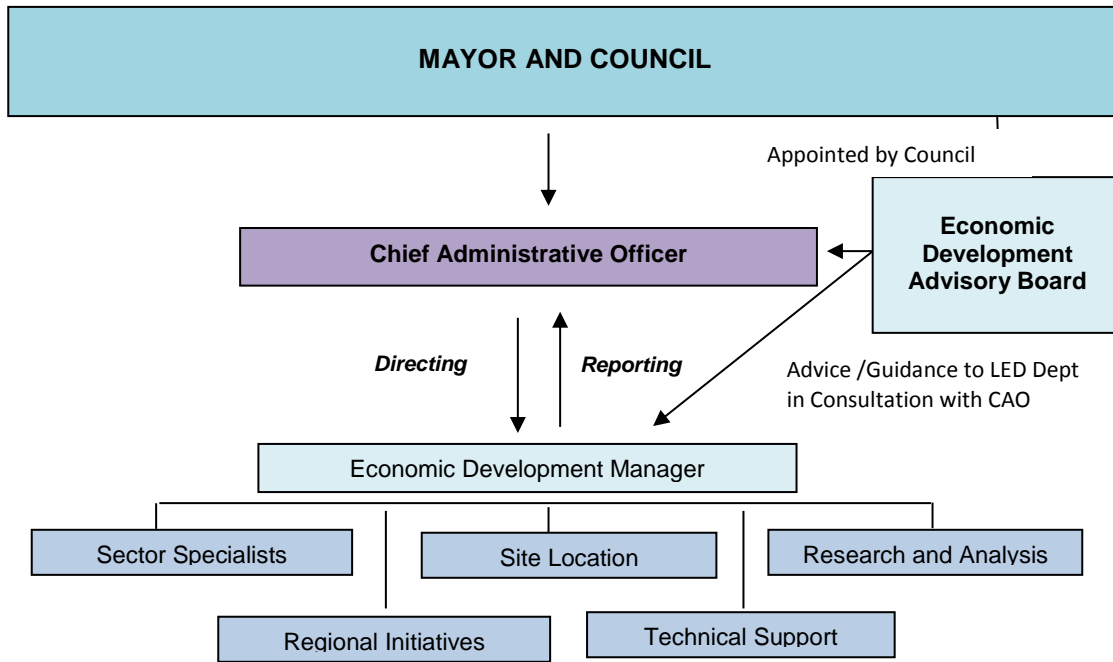 MAYOR AND COUNCIL
Appointed by Council
Chief Administrative Officer
Economic
Development
Advisory Board
Directing
Reporting
Advice /Guidance to LED Dept
in Consultation with CAO
Economic Development Manager
Sector Specialists
Site Location
Research and Analysis
Regional Initiatives
Technical Support